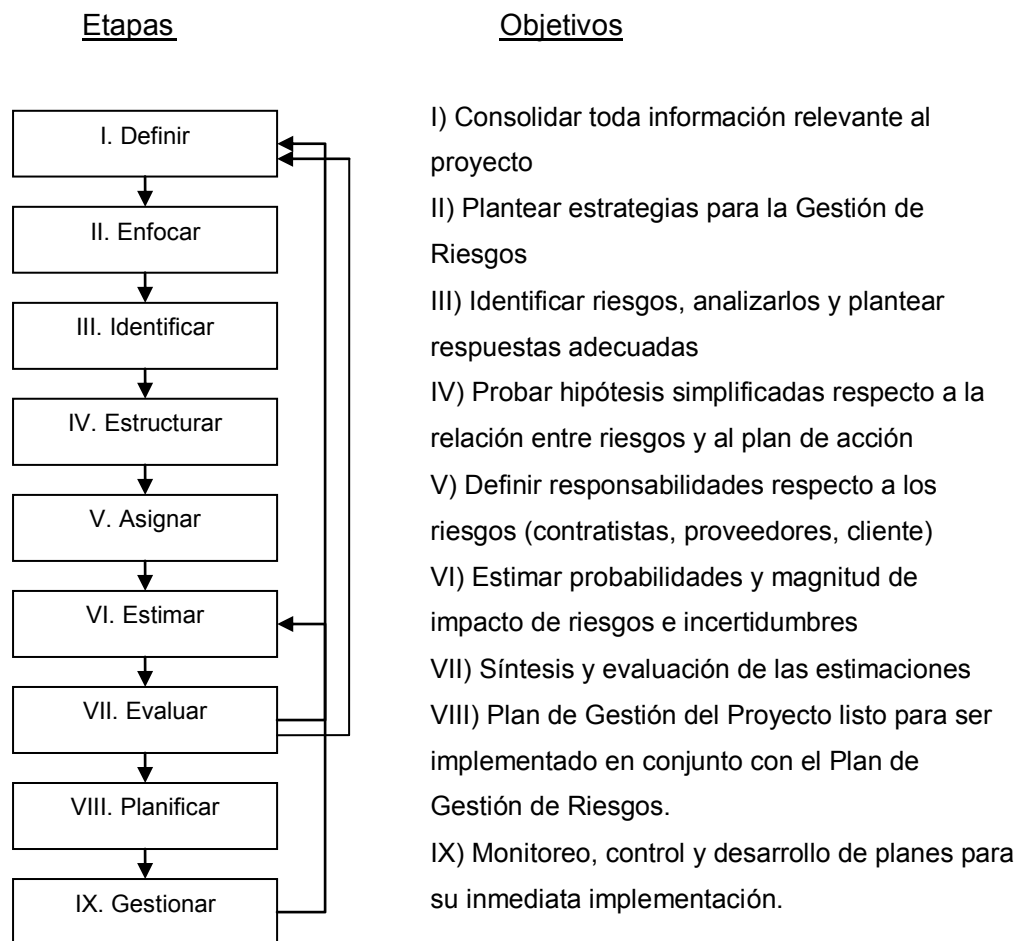 Etapas
Objetivos
I. Definir
II. Enfocar
III. Identificar
IV. Estructurar
V. Asignar
VI. Estimar
VII. Evaluar
VIII. Planificar
IX. Gestionar
I) Consolidar toda información relevante al
proyecto
II) Plantear estrategias para la Gestión de
Riesgos
III) Identificar riesgos, analizarlos y plantear
respuestas adecuadas
IV) Probar hipótesis simplificadas respecto a la
relación entre riesgos y al plan de acción
V) Definir responsabilidades respecto a los
riesgos (contratistas, proveedores, cliente)
VI) Estimar probabilidades y magnitud de
impacto de riesgos e incertidumbres
VII) Síntesis y evaluación de las estimaciones
VIII) Plan de Gestión del Proyecto listo para ser
implementado en conjunto con el Plan de
Gestión de Riesgos.
IX) Monitoreo, control y desarrollo de planes para
su inmediata implementación.